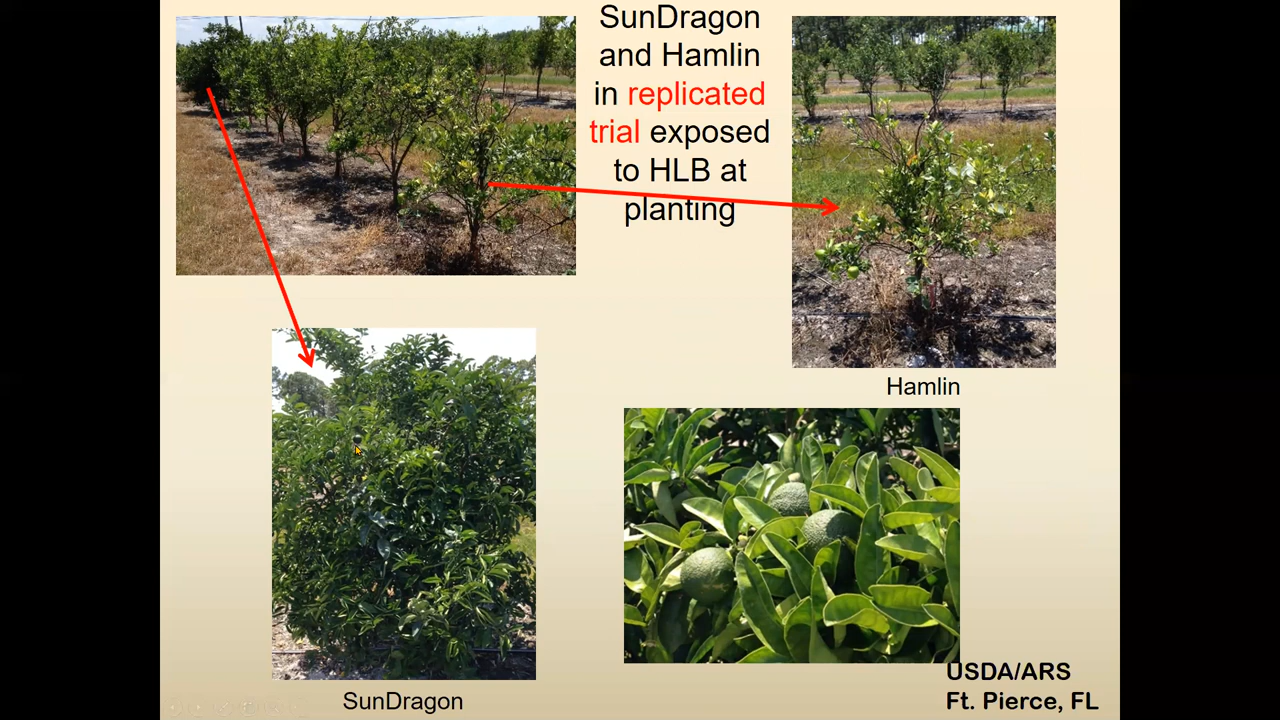 SunDragon
and Hamlin
in replicated
trial exposed
to HLB at
planting
Hamlin
SunDragon
USDA/ARS
Ft. Pierce, FL